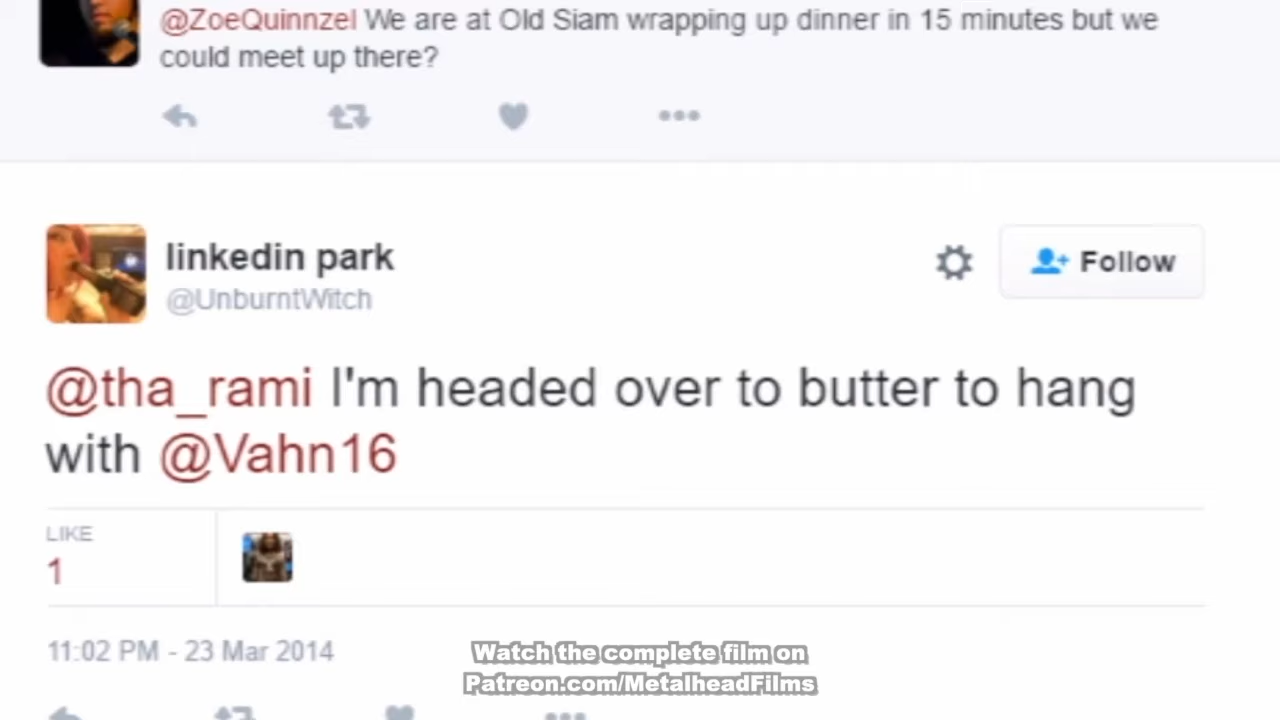 @ZoeQuinnzel We are at Old Siam wrapping up dinner in 15 minutes but we
could meet up there?
linkedin park
Follow
@UnburntWitch
@tha_rami I'm headed over to butter to hang
with @Vahn16
LIKE
1
11:02 PM - 23 Mar 2014
Watch the complete film on
Patreon.com/MetalheadFilms